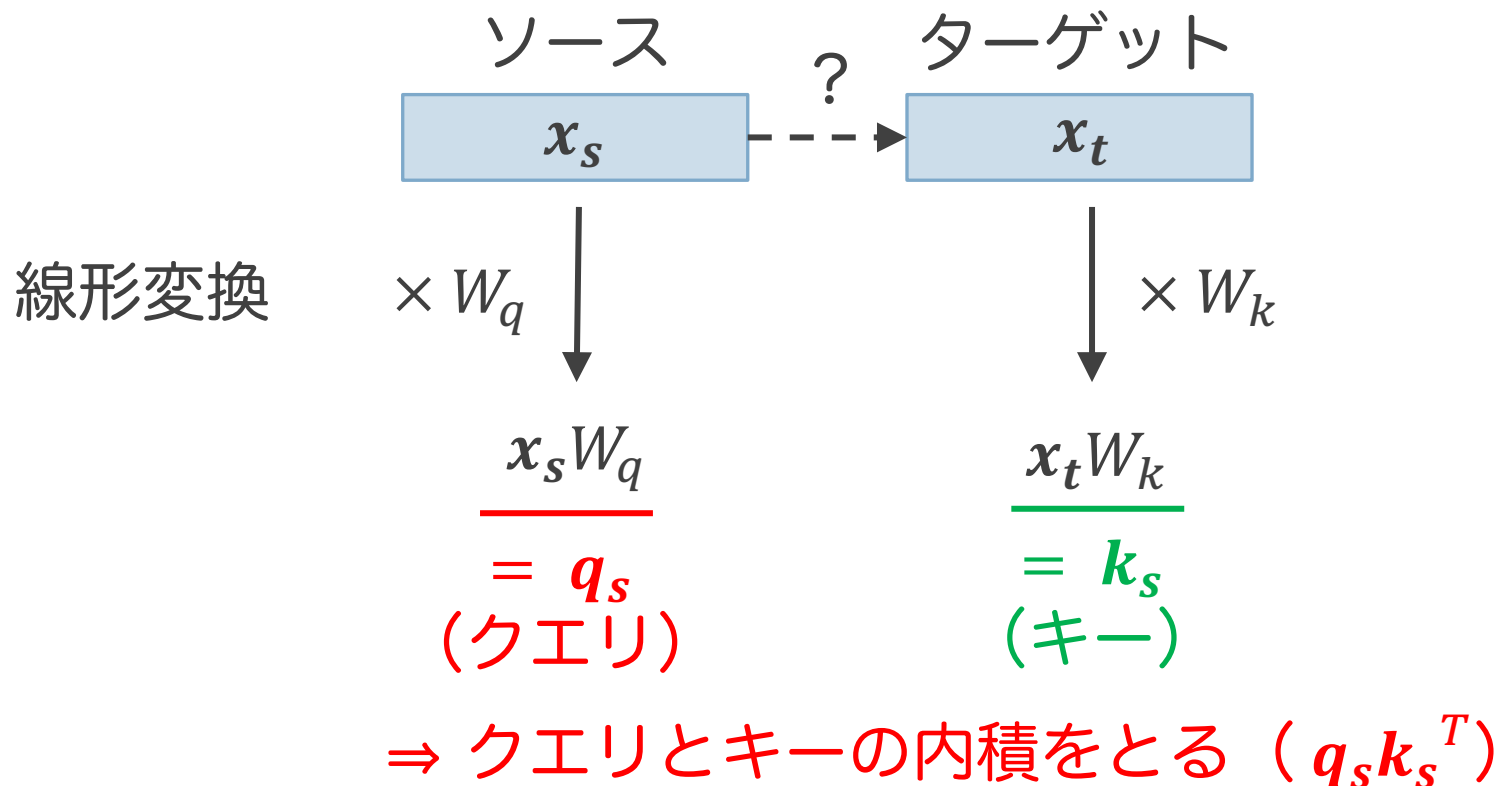 ソース ? ターゲット
x_s x_t
線形変換 × W_q × W_k
x_sW_q x_tW_k
= q_s = k_s
（クエリ） （キー）
⇒ クエリとキーの内積をとる（ q_sk_s^T）